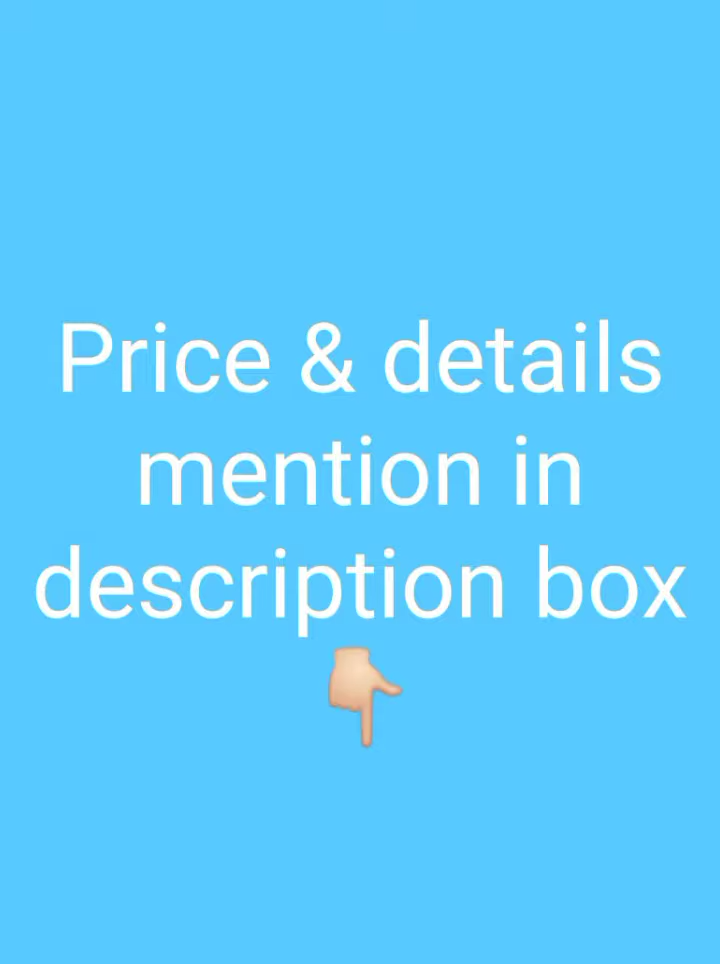 Price & details
mention in
description box
👇🏼